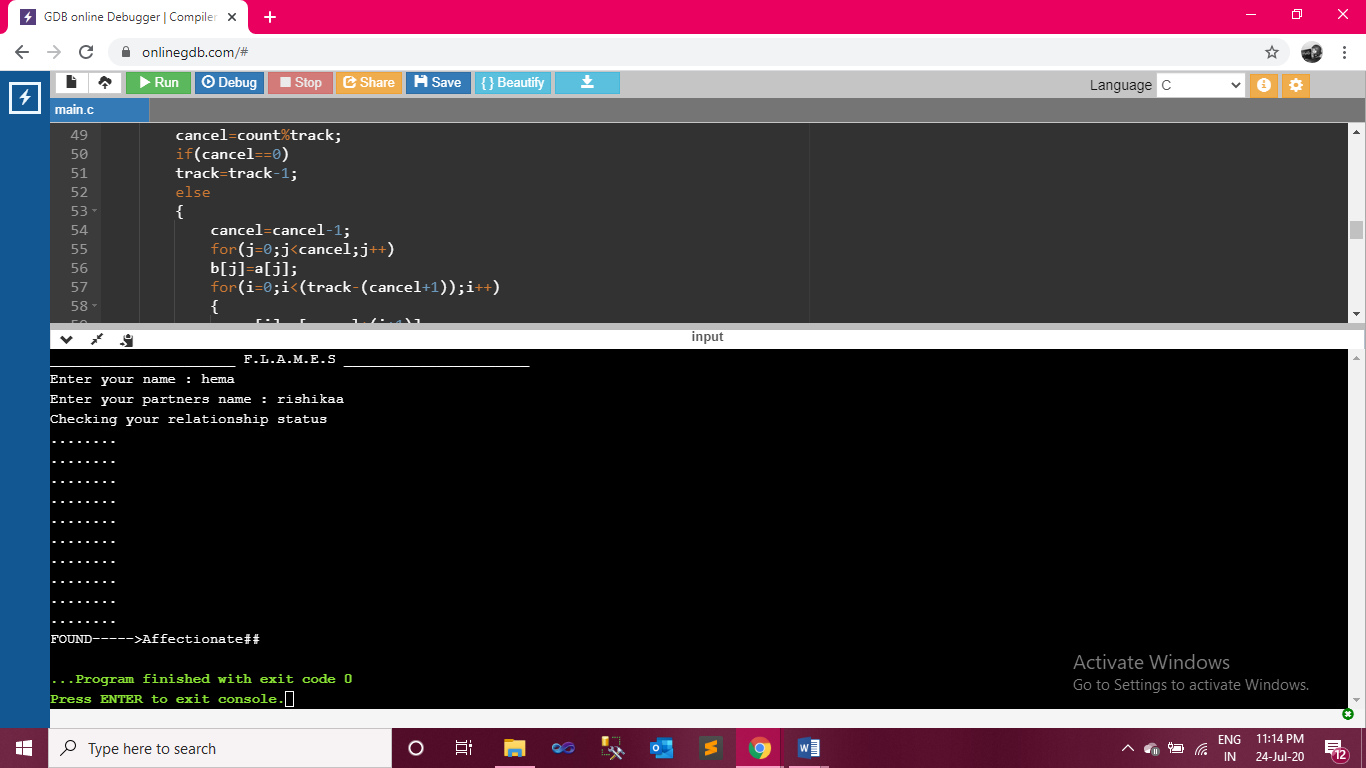 GDB online Debugger | Compiler
onlinegdb.com/#
Run Debug Stop Share Save { } Beautify
Language C
main.c
49 cancel=count%track;
50 if(cancel==0)
51 track=track-1;
52 else
53 {
54 cancel=cancel-1;
55 for(j=0;j<cancel;j++)
56 b[j]=a[j];
57 for(i=0;i<(track-(cancel+1));i++)
58 {
input
______________________ F.L.A.M.E.S ______________________
Enter your name : hema
Enter your partners name : rishikaa
Checking your relationship status
........
........
........
........
........
........
........
........
........
........
FOUND----->Affectionate##
...Program finished with exit code 0
Press ENTER to exit console.
Activate Windows
Go to Settings to activate Windows.
Type here to search
ENG
IN
11:14 PM
24-Jul-20
12